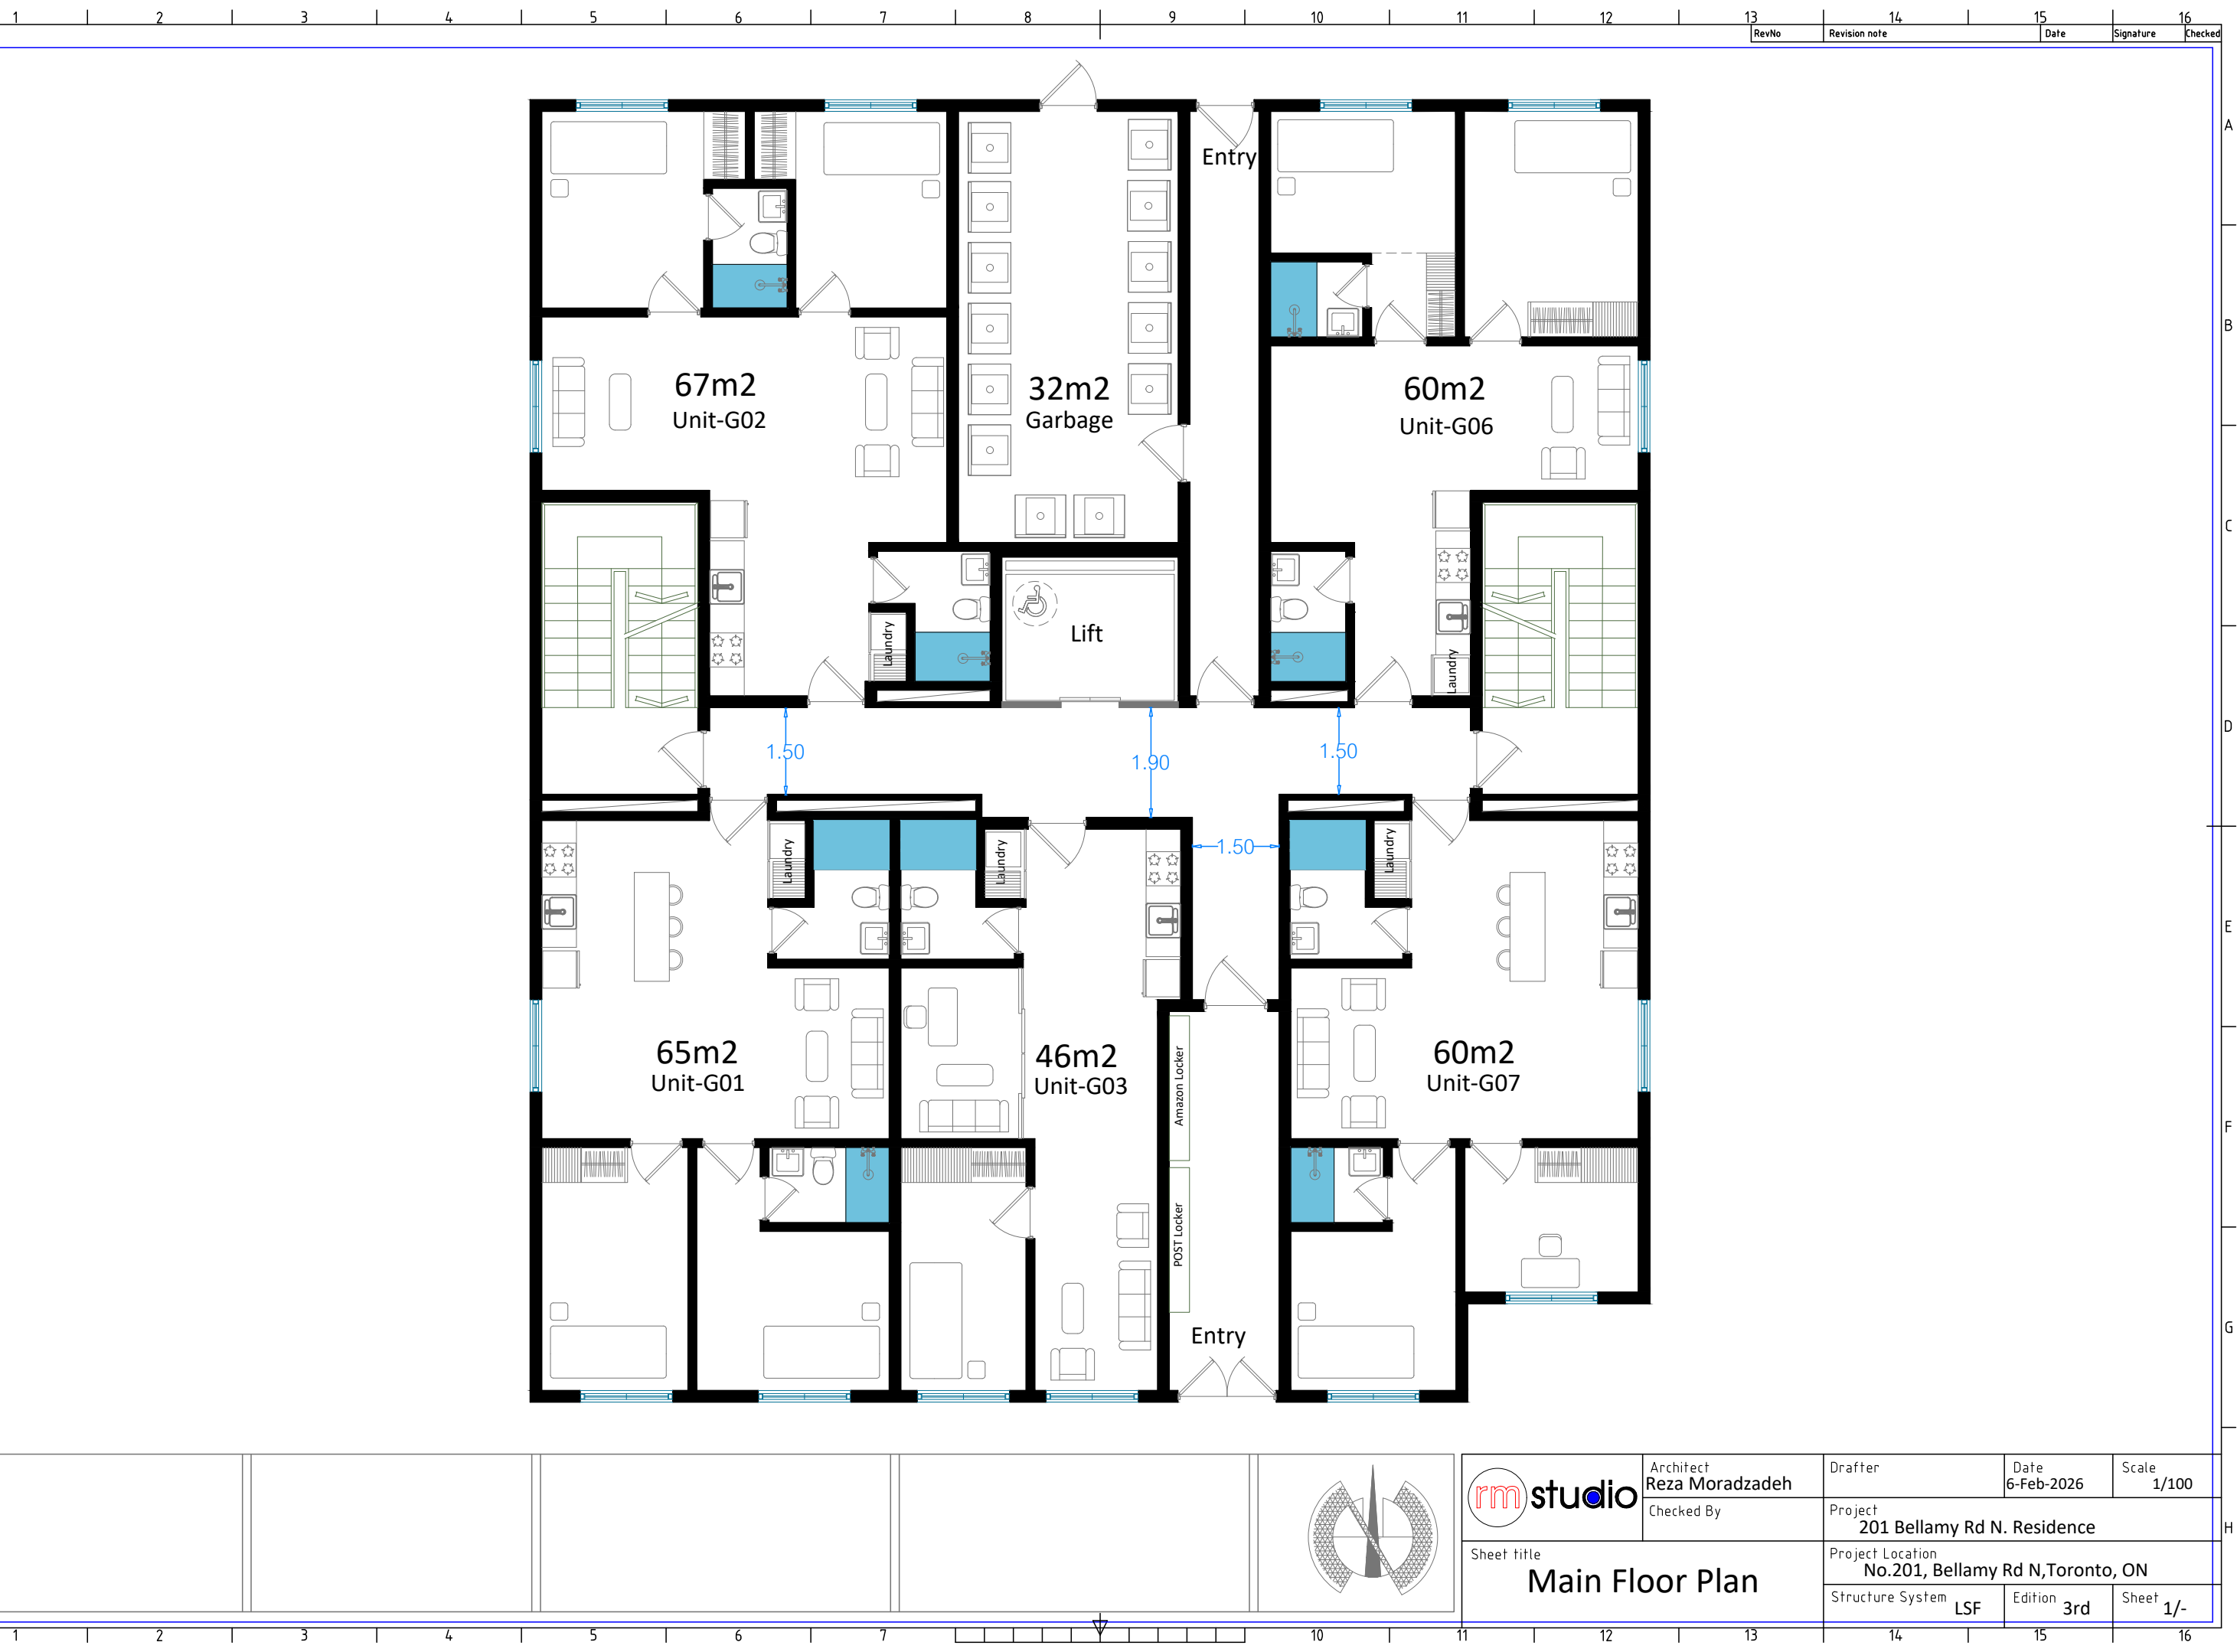 1 2 3 4 5 6 7 8 9 10 11 12 13 14 15 16
RevNo Revision note Date Signature Checked
A
Entry
B
67m2
Unit-G02
32m2
Garbage
60m2
Unit-G06
C
Laundry
Lift
Laundry
D
1.50
1.90
1.50
1.50
Laundry
Laundry
Laundry
E
65m2
Unit-G01
46m2
Unit-G03
Amazon Locker
60m2
Unit-G07
F
POST Locker
Entry
G
rm studio
Architect
Reza Moradzadeh
Drafter
Date
6-Feb-2026
Scale
1/100
Checked By
Project
201 Bellamy Rd N. Residence
H
Sheet title
Main Floor Plan
Project Location
No.201, Bellamy Rd N,Toronto, ON
Structure System LSF
Edition 3rd
Sheet 1/-
1 2 3 4 5 6 7 10 11 12 13 14 15 16